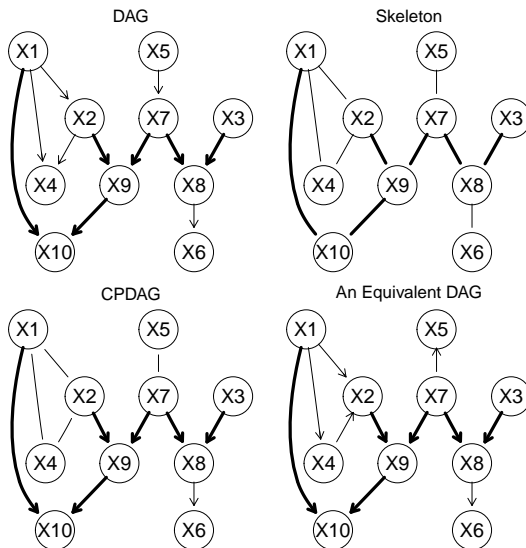 DAG
X1 X5
X2 X7 X3
X4 X9 X8
X10 X6
Skeleton
X1 X5
X2 X7 X3
X4 X9 X8
X10 X6
CPDAG
X1 X5
X2 X7 X3
X4 X9 X8
X10 X6
An Equivalent DAG
X1 X5
X2 X7 X3
X4 X9 X8
X10 X6